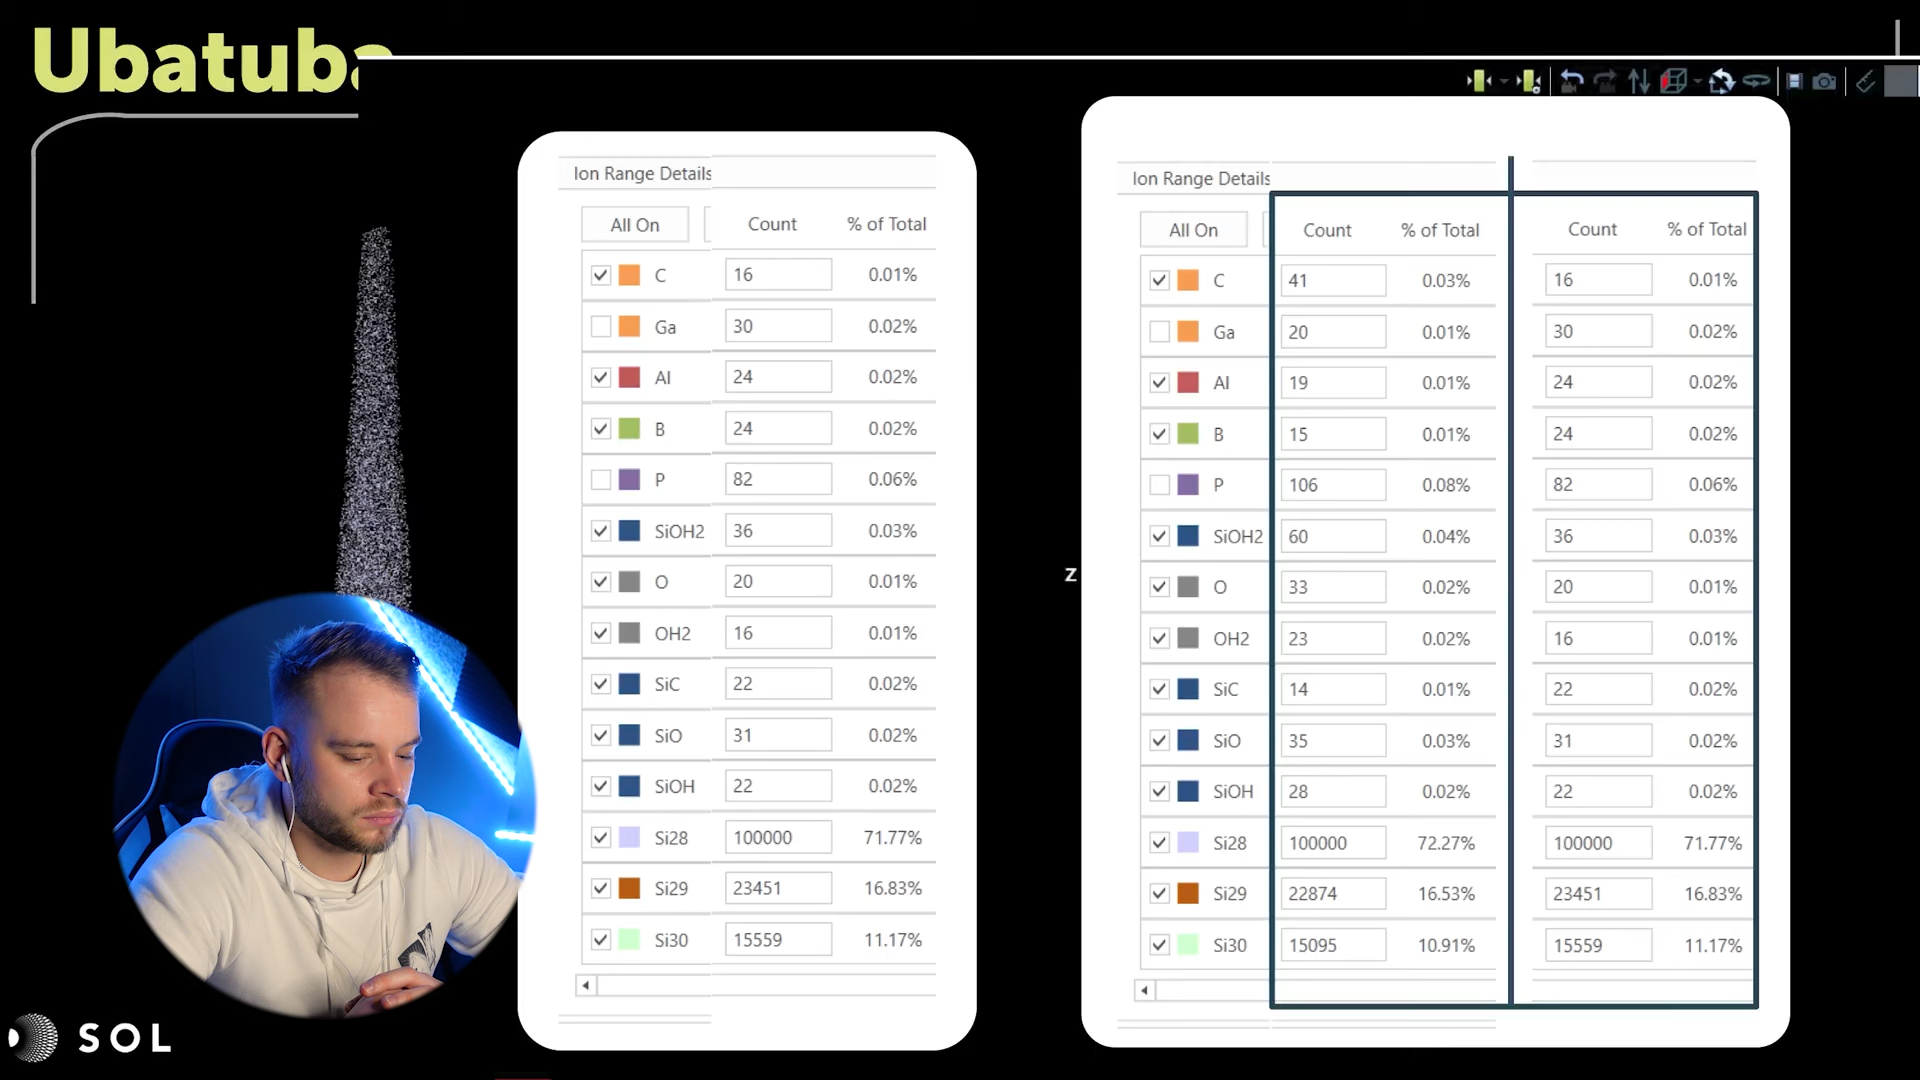 Ubatuba
Ion Range Details
All On Count % of Total
C 16 0.01%
Ga 30 0.02%
Al 24 0.02%
B 24 0.02%
P 82 0.06%
SiOH2 36 0.03%
O 20 0.01%
OH2 16 0.01%
SiC 22 0.02%
SiO 31 0.02%
SiOH 22 0.02%
Si28 100000 71.77%
Si29 23451 16.83%
Si30 15559 11.17%
z
Ion Range Details
All On Count % of Total Count % of Total
C 41 0.03% 16 0.01%
Ga 20 0.01% 30 0.02%
Al 19 0.01% 24 0.02%
B 15 0.01% 24 0.02%
P 106 0.08% 82 0.06%
SiOH2 60 0.04% 36 0.03%
O 33 0.02% 20 0.01%
OH2 23 0.02% 16 0.01%
SiC 14 0.01% 22 0.02%
SiO 35 0.03% 31 0.02%
SiOH 28 0.02% 22 0.02%
Si28 100000 72.27% 100000 71.77%
Si29 22874 16.53% 23451 16.83%
Si30 15095 10.91% 15559 11.17%
SOL